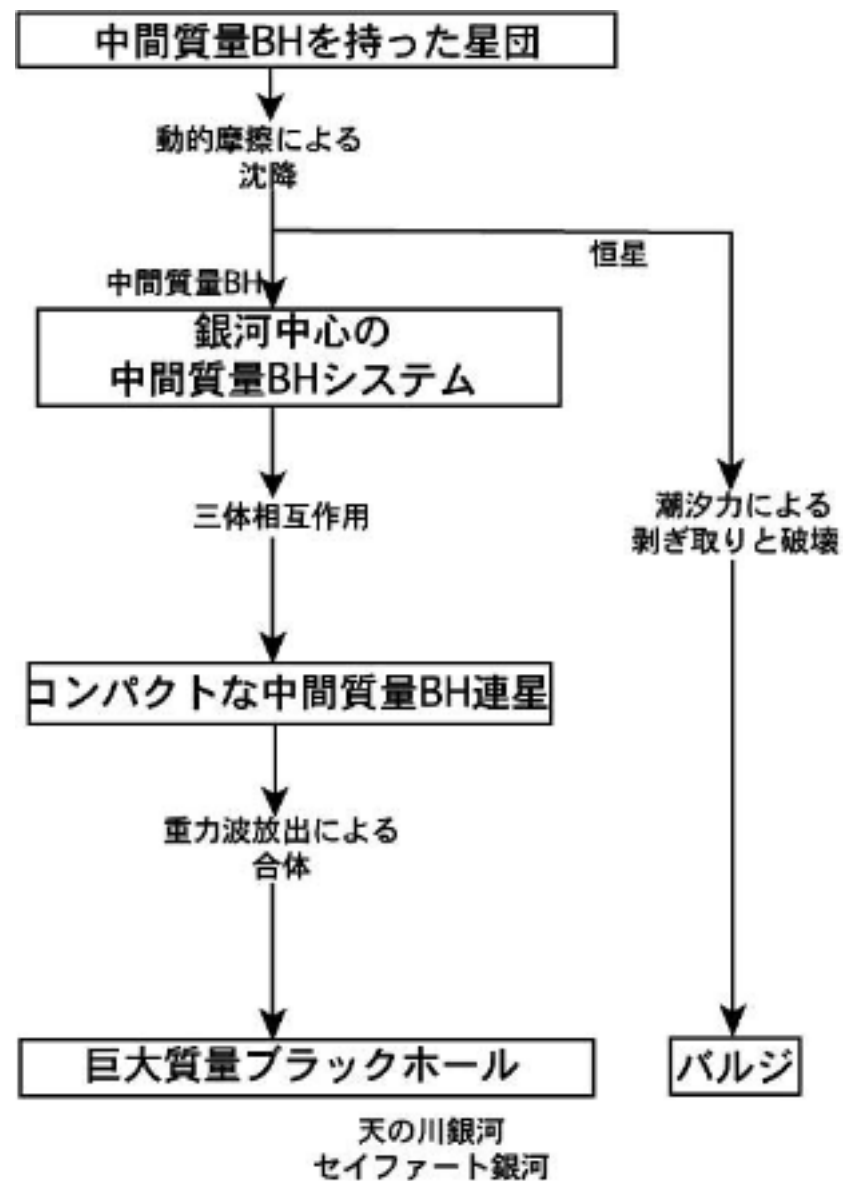 中間質量BHを持った星団
動的摩擦による
沈降
恒星
中間質量BH
銀河中心の
中間質量BHシステム
三体相互作用
潮汐力による
剥ぎ取りと破壊
コンパクトな中間質量BH連星
重力波放出による
合体
巨大質量ブラックホール
バルジ
天の川銀河
セイファート銀河